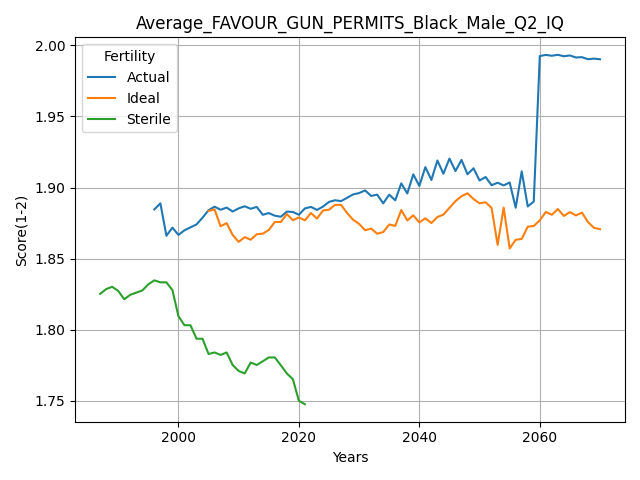 Average_FAVOUR_GUN_PERMITS_Black_Male_Q2_IQ
Fertility
Actual
Ideal
Sterile
2.00
1.95
1.90
1.85
1.80
1.75
Score(1-2)
2000
2020
2040
2060
Years